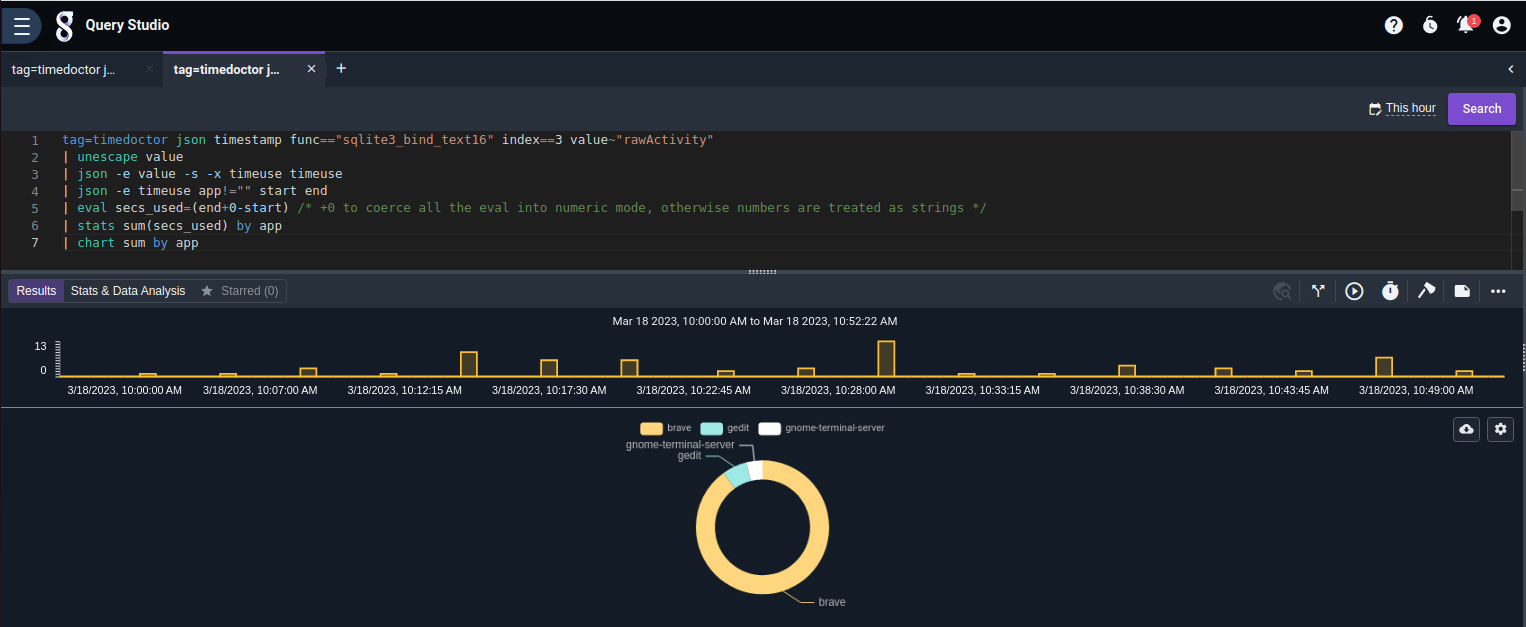 Query Studio
1
tag=timedoctor j...
tag=timedoctor j... × +
This hour
Search
1 tag=timedoctor json timestamp func=="sqlite3_bind_text16" index==3 value~"rawActivity"
2 | unescape value
3 | json -e value -s -x timeuse timeuse
4 | json -e timeuse app!="" start end
5 | eval secs_used=(end+0-start) /* +0 to coerce all the eval into numeric mode, otherwise numbers are treated as strings */
6 | stats sum(secs_used) by app
7 | chart sum by app
Results Stats & Data Analysis Starred (0)
Mar 18 2023, 10:00:00 AM to Mar 18 2023, 10:52:22 AM
13
0
3/18/2023, 10:00:00 AM 3/18/2023, 10:07:00 AM 3/18/2023, 10:12:15 AM 3/18/2023, 10:17:30 AM 3/18/2023, 10:22:45 AM 3/18/2023, 10:28:00 AM 3/18/2023, 10:33:15 AM 3/18/2023, 10:38:30 AM 3/18/2023, 10:43:45 AM 3/18/2023, 10:49:00 AM
brave gedit gnome-terminal-server
gnome-terminal-server
gedit
brave